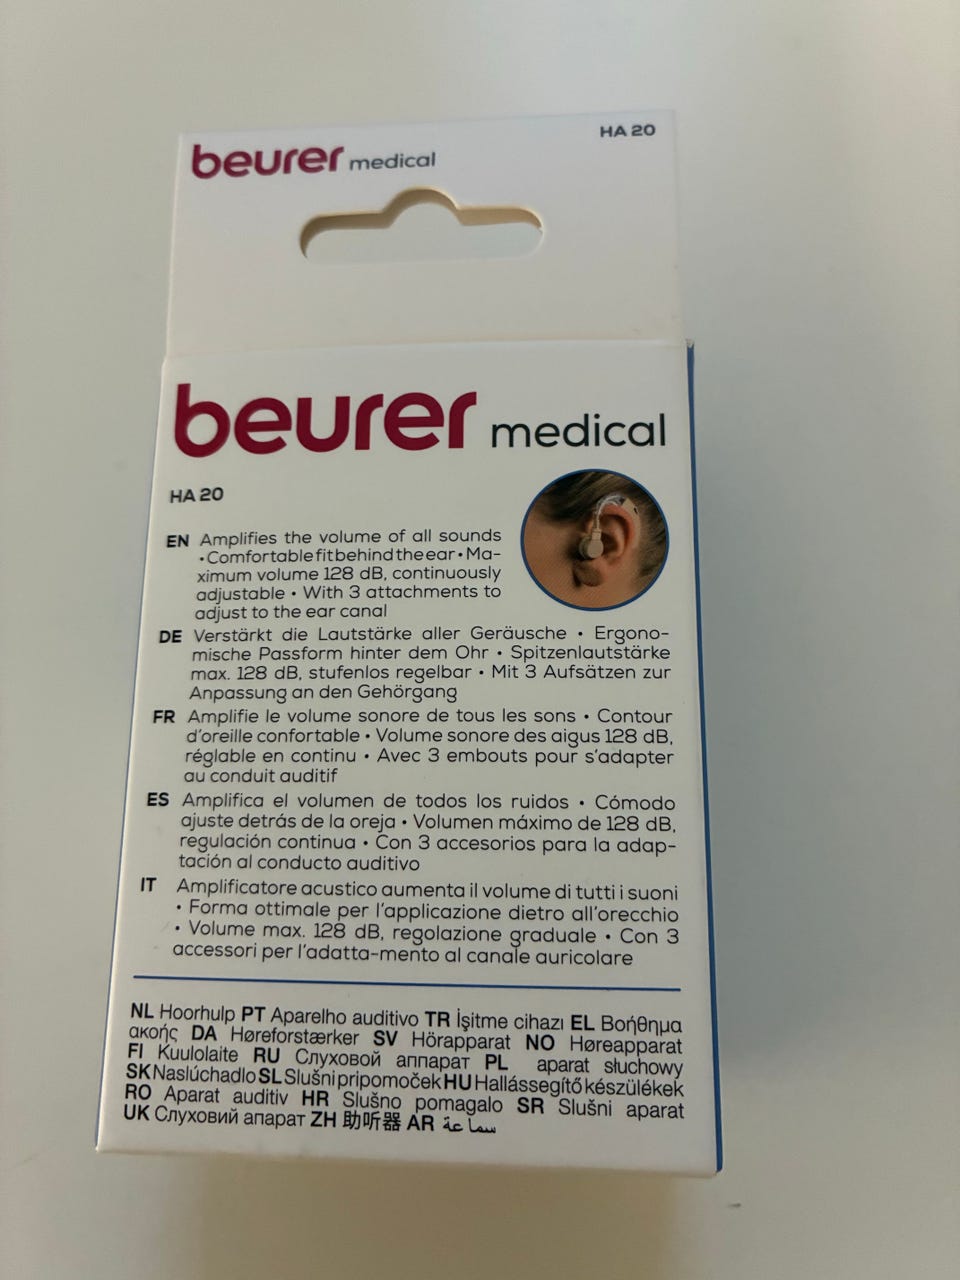 beurer medical HA 20
beurer medical
HA 20
EN Amplifies the volume of all sounds
• Comfortable fit behind the ear • Ma-
ximum volume 128 dB, continuously
adjustable • With 3 attachments to
adjust to the ear canal
DE Verstärkt die Lautstärke aller Geräusche • Ergono-
mische Passform hinter dem Ohr • Spitzenlautstärke
max. 128 dB, stufenlos regelbar • Mit 3 Aufsätzen zur
Anpassung an den Gehörgang
FR Amplifie le volume sonore de tous les sons • Contour
d'oreille confortable • Volume sonore des aigus 128 dB,
réglable en continu • Avec 3 embouts pour s'adapter
au conduit auditif
ES Amplifica el volumen de todos los ruidos • Cómodo
ajuste detrás de la oreja • Volumen máximo de 128 dB,
regulación continua • Con 3 accesorios para la adap-
tación al conducto auditivo
IT Amplificatore acustico aumenta il volume di tutti i suoni
• Forma ottimale per l'applicazione dietro all'orecchio
• Volume max. 128 dB, regolazione graduale • Con 3
accessori per l'adatta-mento al canale auricolare
NL Hoorhulp PT Aparelho auditivo TR İşitme cihazı EL Βοήθημα
ακοής DA Høreforstærker SV Hörapparat NO Høreapparat
FI Kuulolaite RU Слуховой аппарат PL aparat słuchowy
SK Naslúchadlo SL Slušni pripomoček HU Hallássegítő készülékek
RO Aparat auditiv HR Slušno pomagalo SR Slušni aparat
UK Слуховий апарат ZH 助听器 AR سماعة